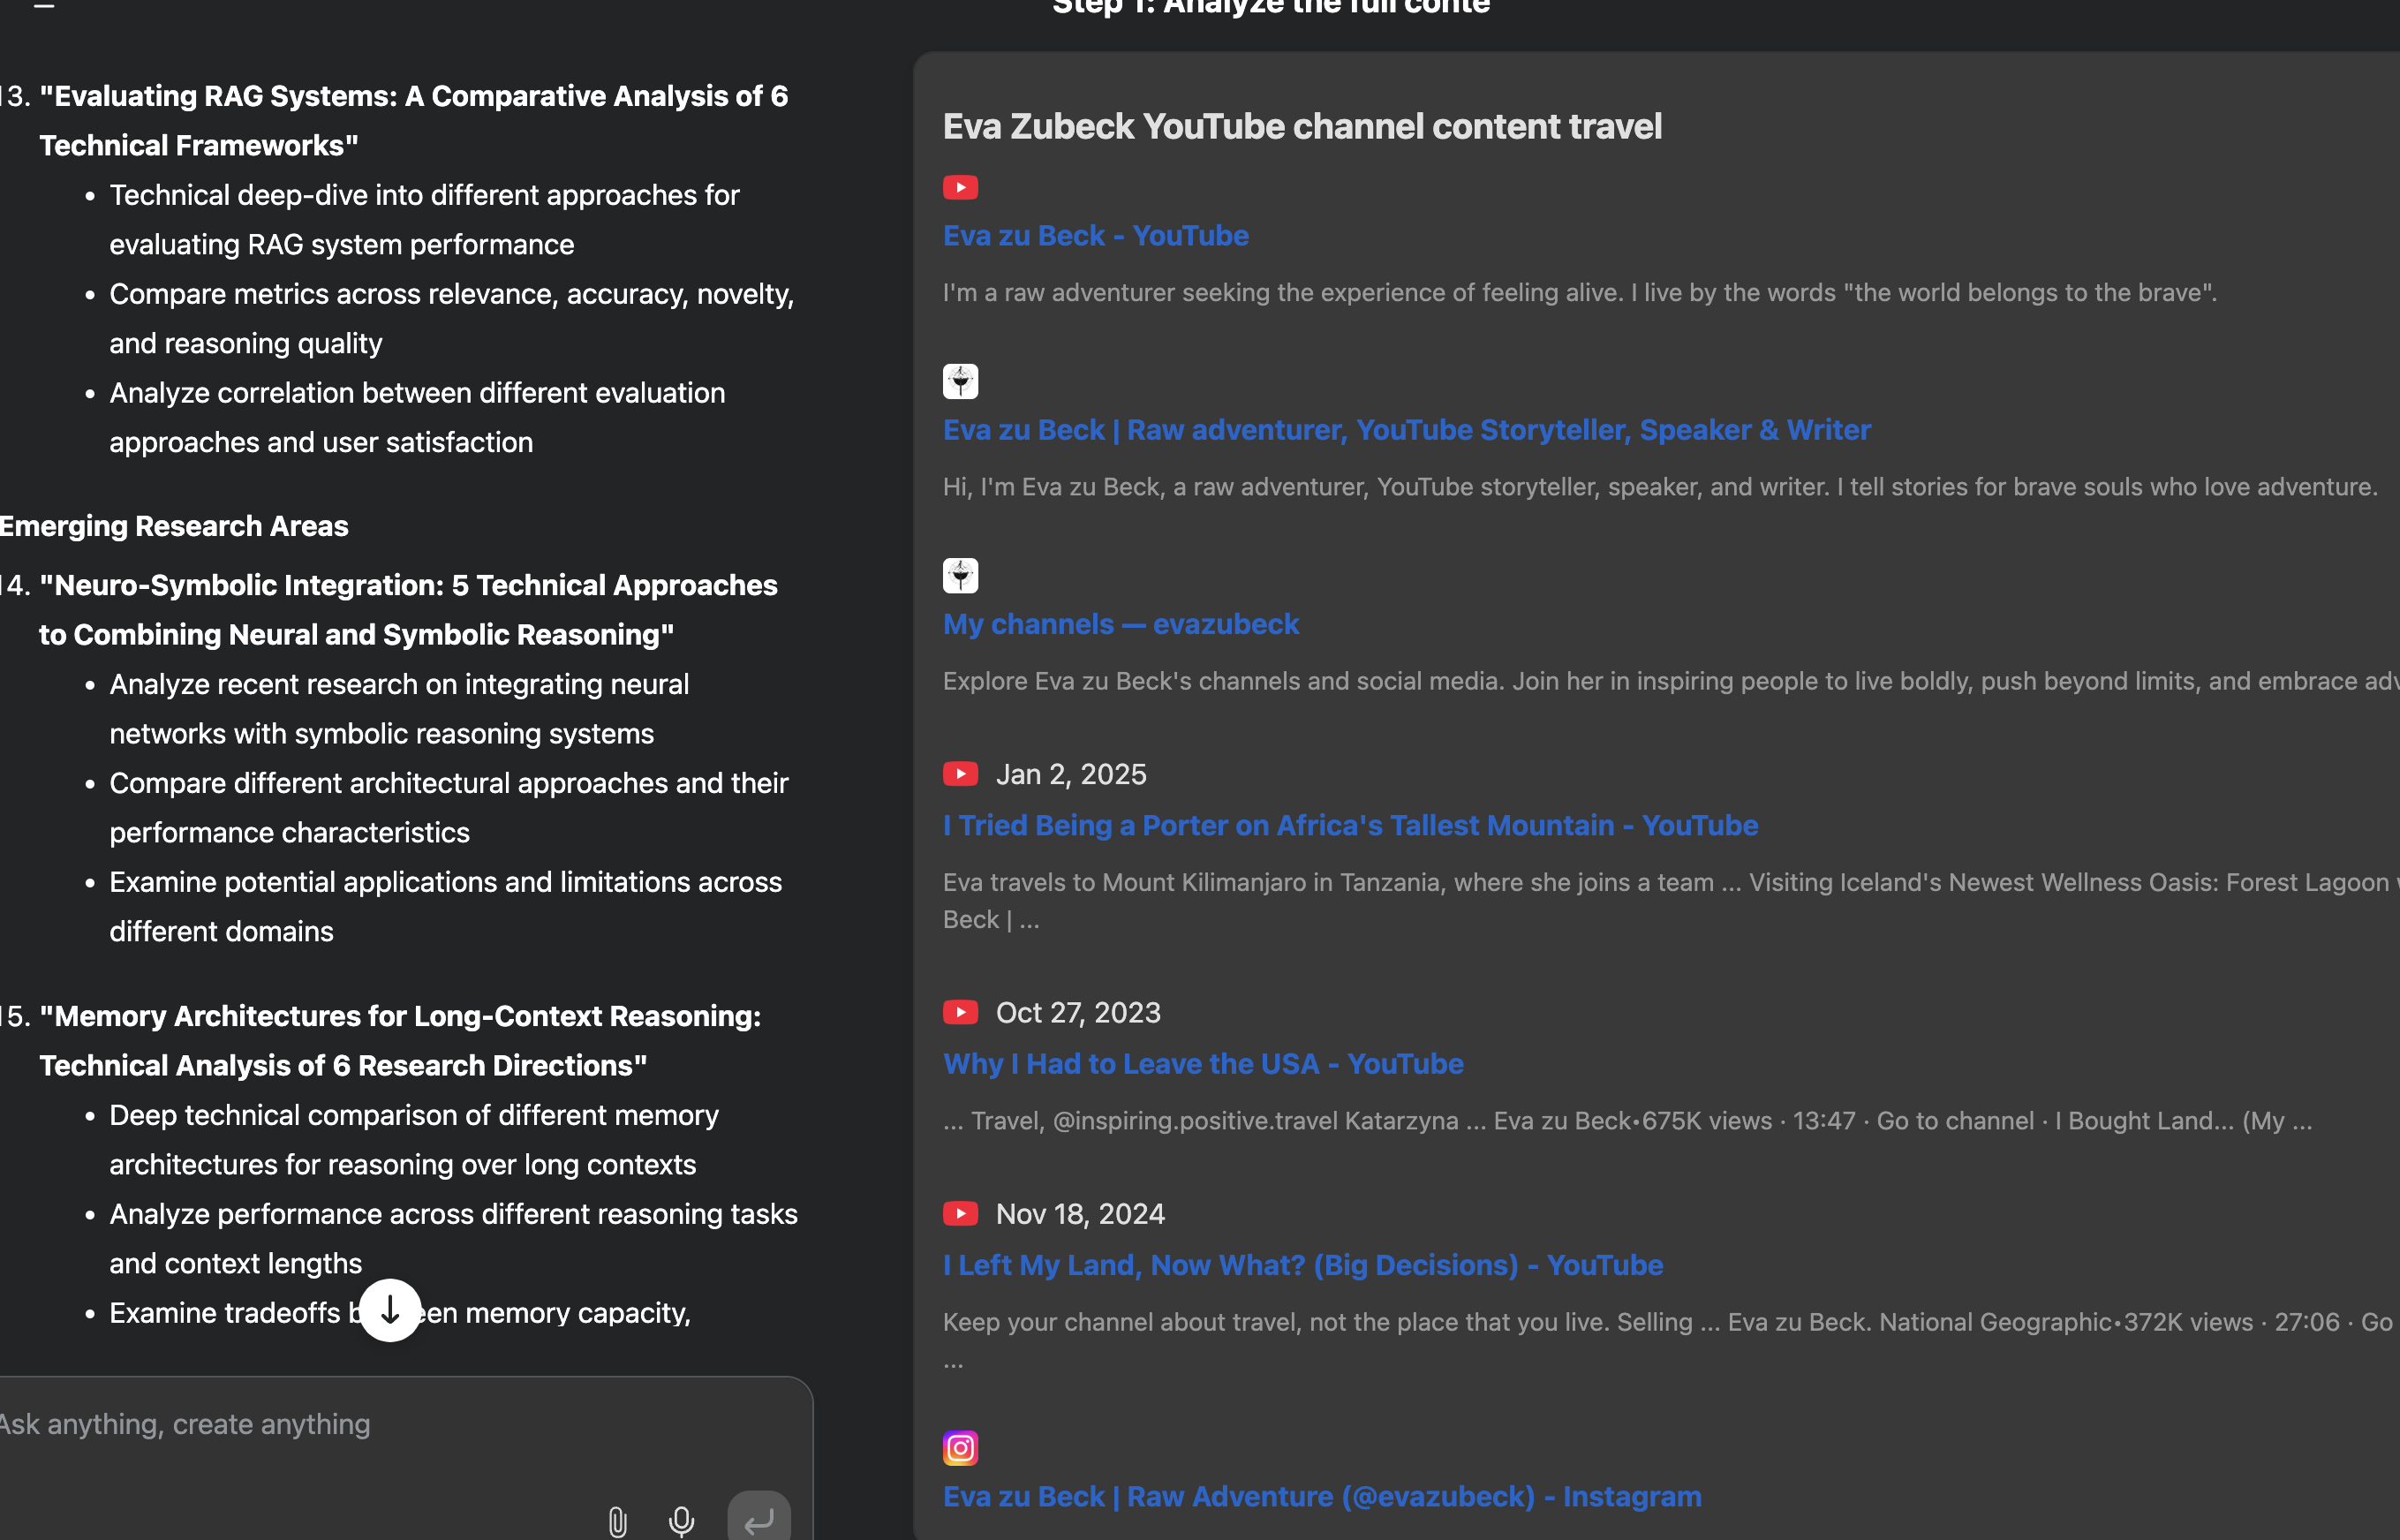 Step 1: Analyze the full conte
13. "Evaluating RAG Systems: A Comparative Analysis of 6
Technical Frameworks"
• Technical deep-dive into different approaches for
evaluating RAG system performance
• Compare metrics across relevance, accuracy, novelty,
and reasoning quality
• Analyze correlation between different evaluation
approaches and user satisfaction
Emerging Research Areas
14. "Neuro-Symbolic Integration: 5 Technical Approaches
to Combining Neural and Symbolic Reasoning"
• Analyze recent research on integrating neural
networks with symbolic reasoning systems
• Compare different architectural approaches and their
performance characteristics
• Examine potential applications and limitations across
different domains
15. "Memory Architectures for Long-Context Reasoning:
Technical Analysis of 6 Research Directions"
• Deep technical comparison of different memory
architectures for reasoning over long contexts
• Analyze performance across different reasoning tasks
and context lengths
• Examine tradeoffs b een memory capacity,
Ask anything, create anything
Eva Zubeck YouTube channel content travel
Eva zu Beck - YouTube
I'm a raw adventurer seeking the experience of feeling alive. I live by the words "the world belongs to the brave".
Eva zu Beck | Raw adventurer, YouTube Storyteller, Speaker & Writer
Hi, I'm Eva zu Beck, a raw adventurer, YouTube storyteller, speaker, and writer. I tell stories for brave souls who love adventure.
My channels — evazubeck
Explore Eva zu Beck's channels and social media. Join her in inspiring people to live boldly, push beyond limits, and embrace adv
Jan 2, 2025
I Tried Being a Porter on Africa's Tallest Mountain - YouTube
Eva travels to Mount Kilimanjaro in Tanzania, where she joins a team ... Visiting Iceland's Newest Wellness Oasis: Forest Lagoon
Beck | ...
Oct 27, 2023
Why I Had to Leave the USA - YouTube
... Travel, @inspiring.positive.travel Katarzyna ... Eva zu Beck•675K views · 13:47 · Go to channel · I Bought Land... (My ...
Nov 18, 2024
I Left My Land, Now What? (Big Decisions) - YouTube
Keep your channel about travel, not the place that you live. Selling ... Eva zu Beck. National Geographic•372K views · 27:06 · Go
...
Eva zu Beck | Raw Adventure (@evazubeck) - Instagram